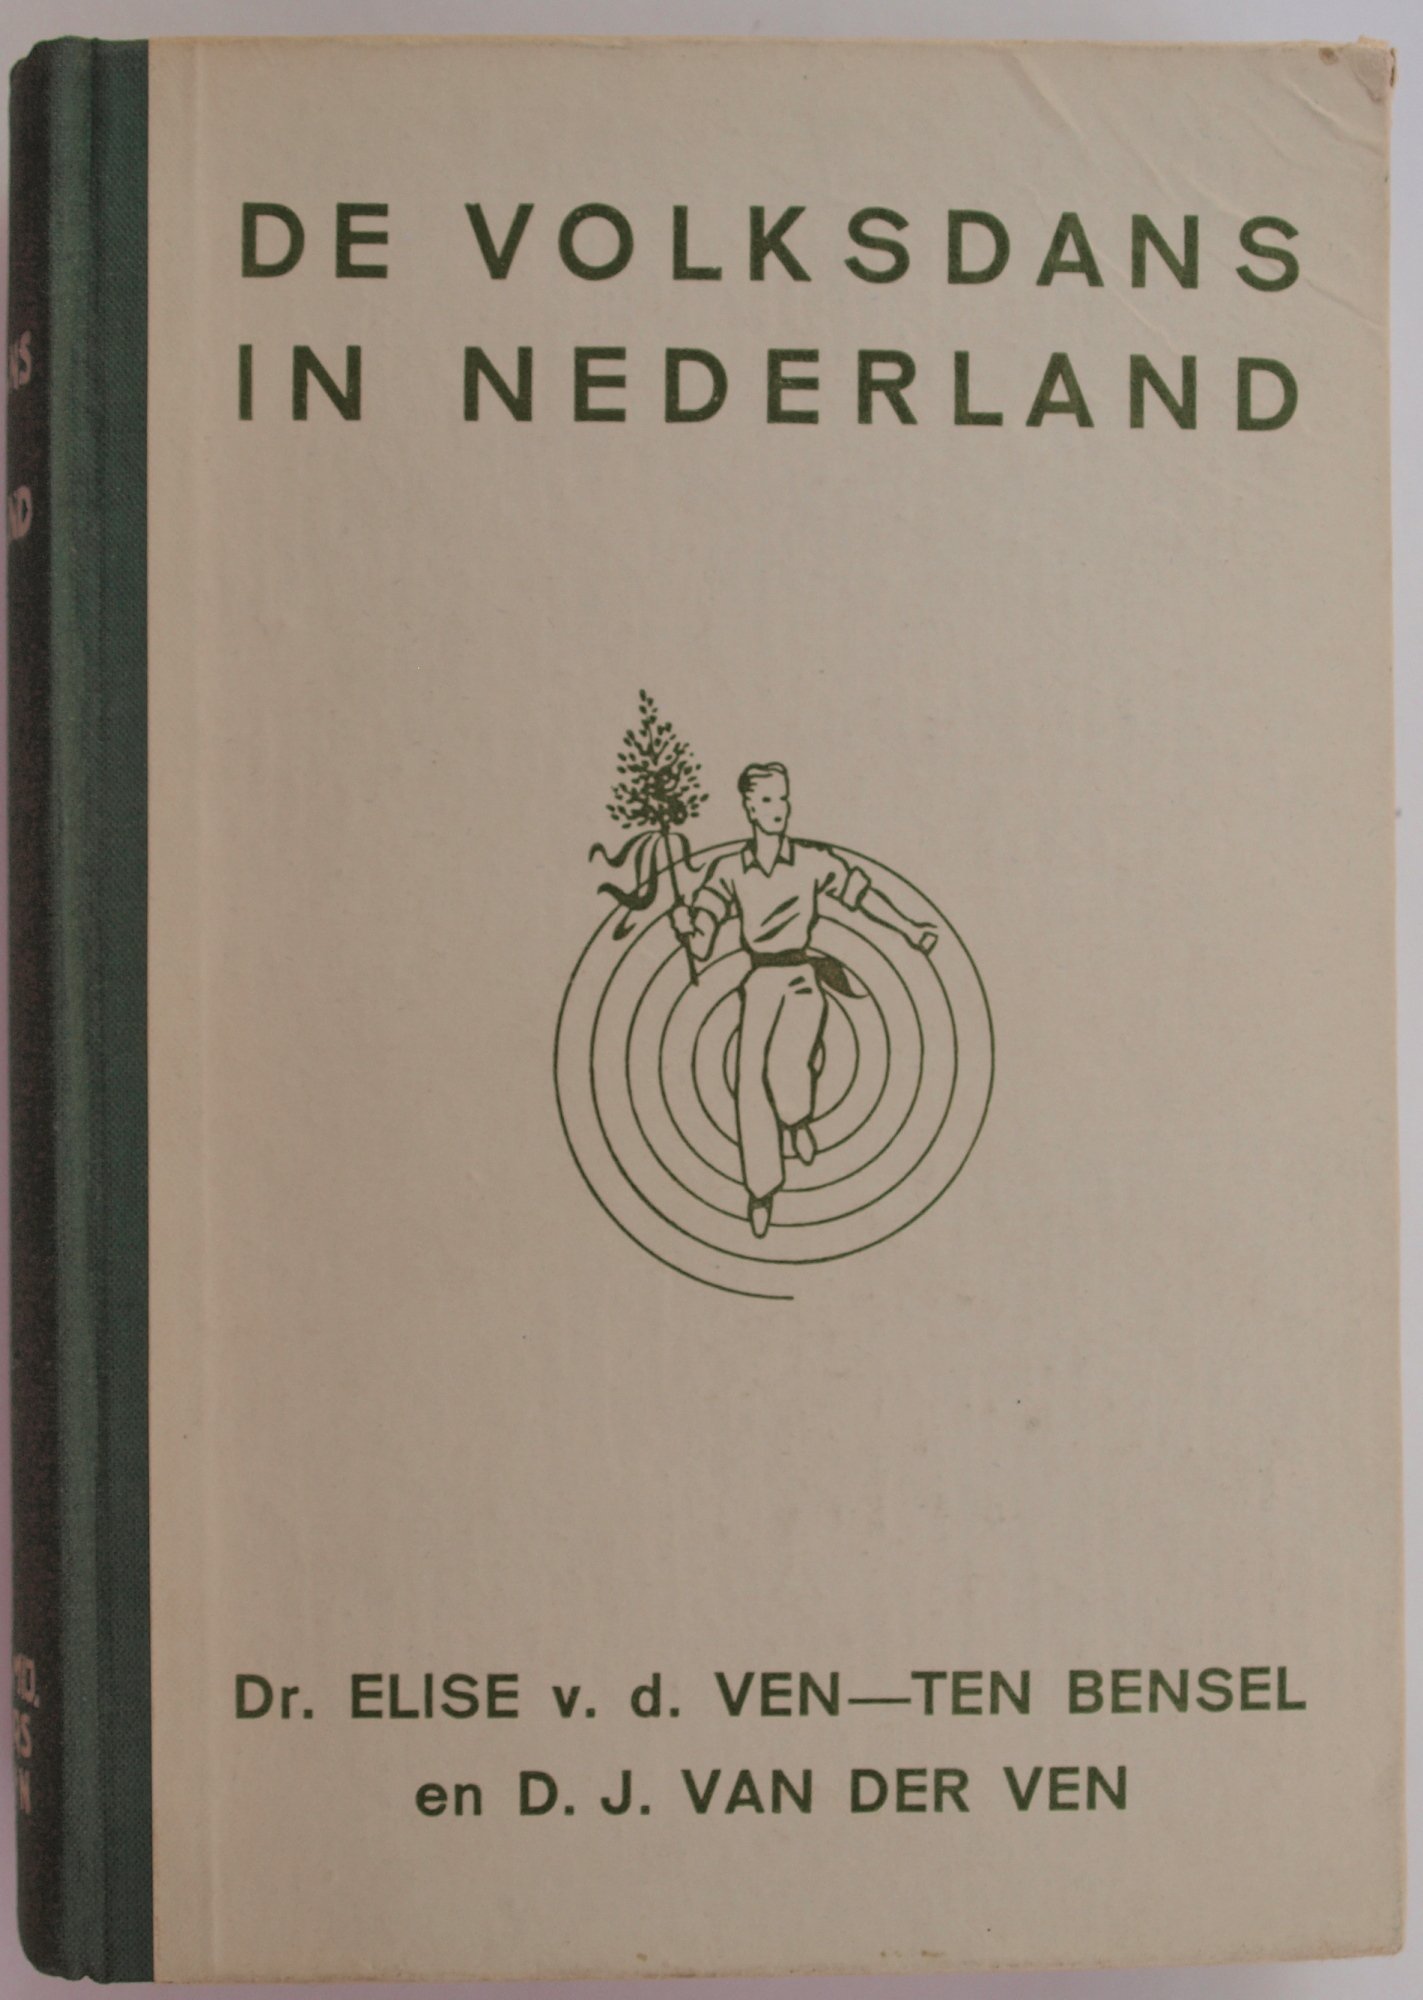 DE VOLKSDANS
IN NEDERLAND
Dr. ELISE v. d. VEN—TEN BENSEL
en D. J. VAN DER VEN